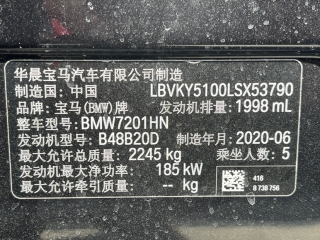 华晨宝马汽车有限公司制造
制造国：中国 LBVKY5100LSX53790
品牌：宝马(BMW)牌 发动机排量：1998 mL
整车型号：BMW7201HN
发动机型号：B48B20D 制造年月：2020-06
最大允许总质量：2245 kg 乘坐人数：5
发动机最大净功率：185 kW
最大允许牵引质量：-- kg
416
8 736 756